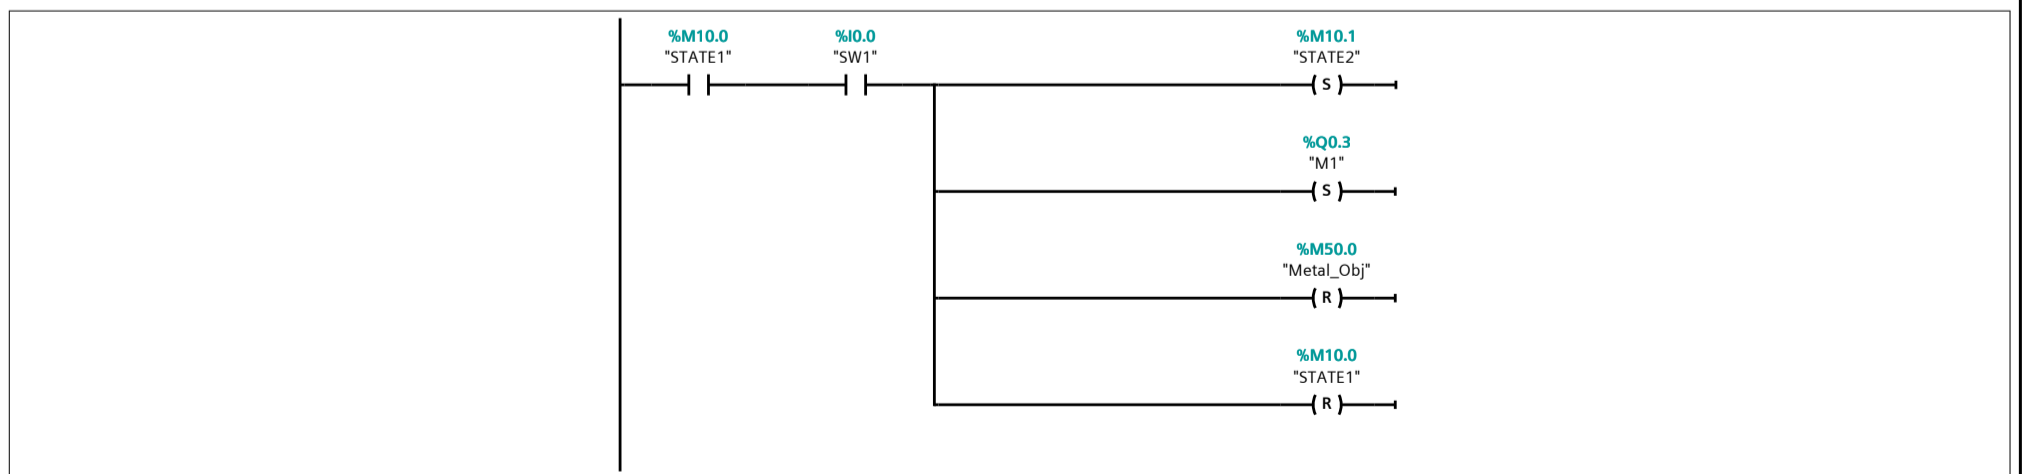 %M10.0 %I0.0 %M10.1
"STATE1" "SW1" "STATE2"
S
%Q0.3
"M1"
S
%M50.0
"Metal_Obj"
R
%M10.0
"STATE1"
R